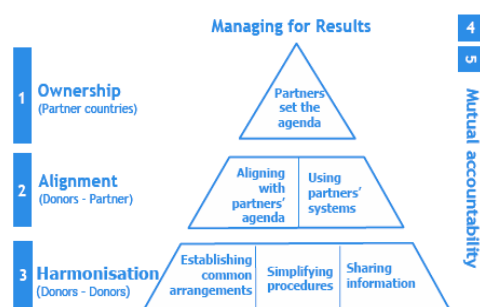 Managing for Results
4
5
Mutual accountability
1
Ownership
(Partner countries)
Partners
set the
agenda
2
Alignment
(Donors - Partner)
Aligning
with
partners'
agenda
Using
partners'
systems
3
Harmonisation
(Donors - Donors)
Establishing
common
arrangements
Simplifying
procedures
Sharing
information